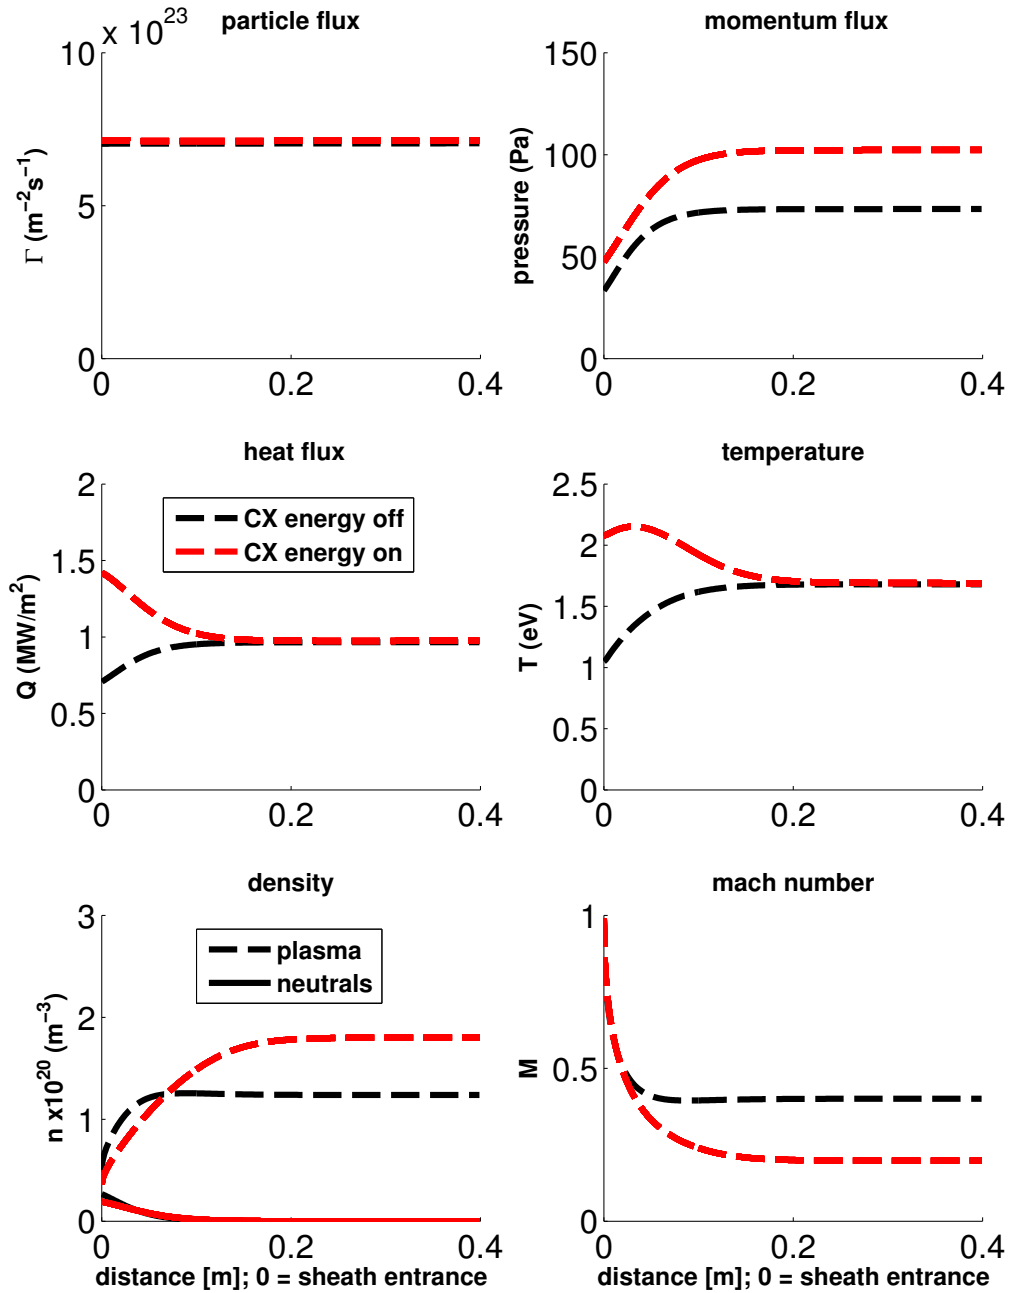 particle flux
x 10^23
10
5
0
0
0.2
0.4
Γ (m⁻²s⁻¹)
momentum flux
150
100
50
0
0
0.2
0.4
pressure (Pa)
heat flux
2
1.5
1
0.5
0
0
0.2
0.4
Q (MW/m²)
CX energy off
CX energy on
temperature
2.5
2
1.5
1
0.5
0
0
0.2
0.4
T (eV)
density
3
2
1
0
0
0.2
0.4
n x10²⁰ (m⁻³)
plasma
neutrals
distance [m]; 0 = sheath entrance
mach number
1
0.5
0
0
0.2
0.4
M
distance [m]; 0 = sheath entrance